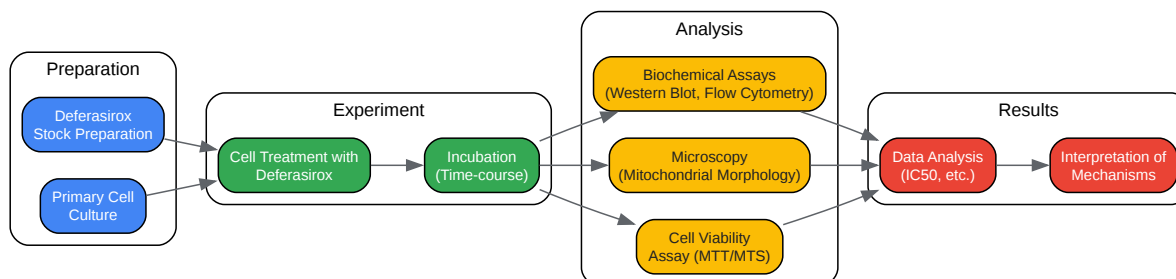 Preparation
Deferasirox
Stock Preparation
Primary Cell
Culture
Experiment
Cell Treatment with
Deferasirox
Incubation
(Time-course)
Analysis
Biochemical Assays
(Western Blot, Flow Cytometry)
Microscopy
(Mitochondrial Morphology)
Cell Viability
Assay (MTT/MTS)
Results
Data Analysis
(IC50, etc.)
Interpretation of
Mechanisms